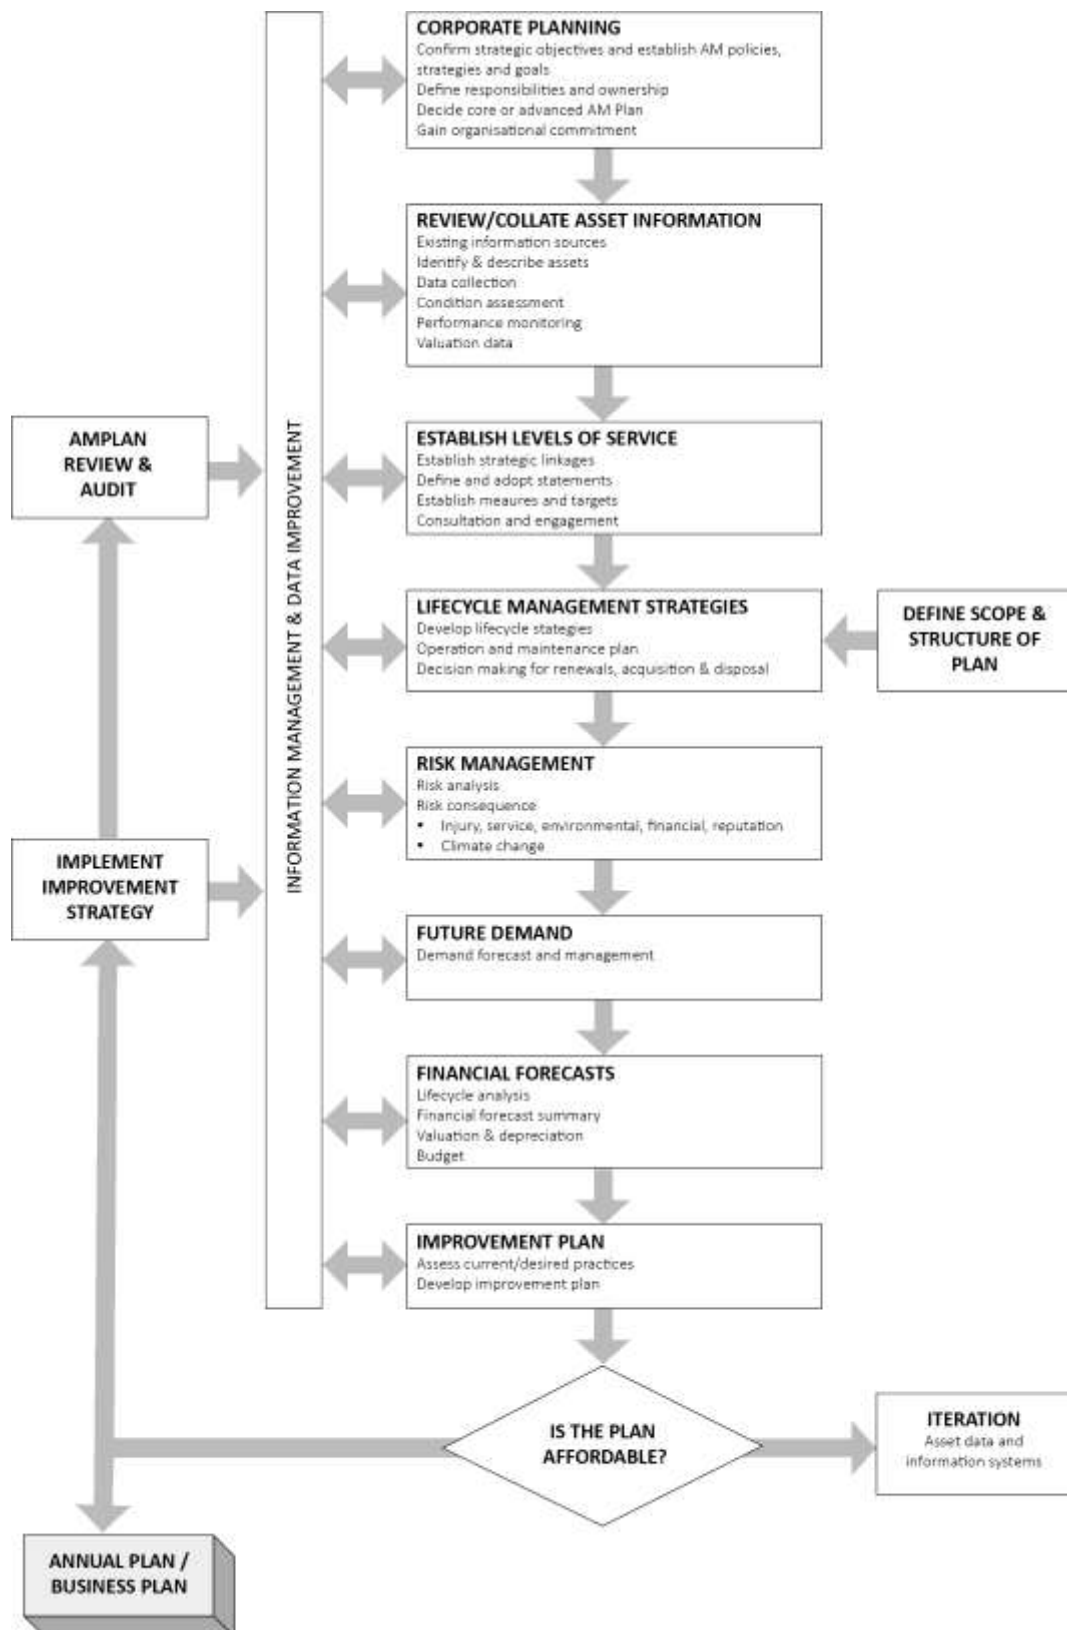 CORPORATE PLANNING
Confirm strategic objectives and establish AM policies,
strategies and goals
Define responsibilities and ownership
Decide core or advanced AM Plan
Gain organisational commitment
REVIEW/COLLATE ASSET INFORMATION
Existing information sources
Identify & describe assets
Data collection
Condition assessment
Performance monitoring
Valuation data
INFORMATION MANAGEMENT & DATA IMPROVEMENT
AMPLAN
REVIEW &
AUDIT
ESTABLISH LEVELS OF SERVICE
Establish strategic linkages
Define and adopt statements
Establish meaures and targets
Consultation and engagement
LIFECYCLE MANAGEMENT STRATEGIES
Develop lifecycle stategies
Operation and maintenance plan
Decision making for renewals, acquisition & disposal
DEFINE SCOPE &
STRUCTURE OF
PLAN
RISK MANAGEMENT
Risk analysis
Risk consequence
• Injury, service, environmental, financial, reputation
• Climate change
IMPLEMENT
IMPROVEMENT
STRATEGY
FUTURE DEMAND
Demand forecast and management
FINANCIAL FORECASTS
Lifecycle analysis
Financial forecast summary
Valuation & depreciation
Budget
IMPROVEMENT PLAN
Assess current/desired practices
Develop improvement plan
IS THE PLAN
AFFORDABLE?
ITERATION
Asset data and
information systems
ANNUAL PLAN /
BUSINESS PLAN